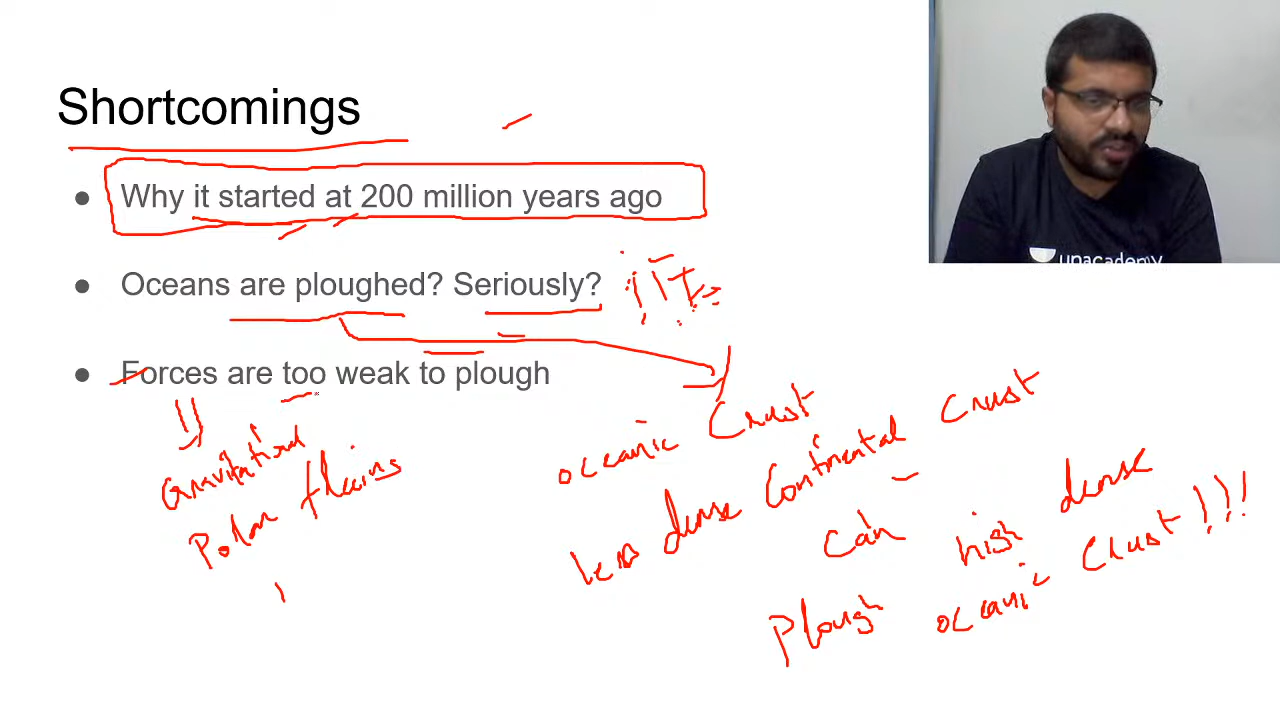 Shortcomings
● Why it started at 200 million years ago
● Oceans are ploughed? Seriously?
● Forces are too weak to plough
Gravitational
Polar
oceanic Crust
less dense Continental Crust
can high dense
Plough oceanic Crust!!!
unacademy